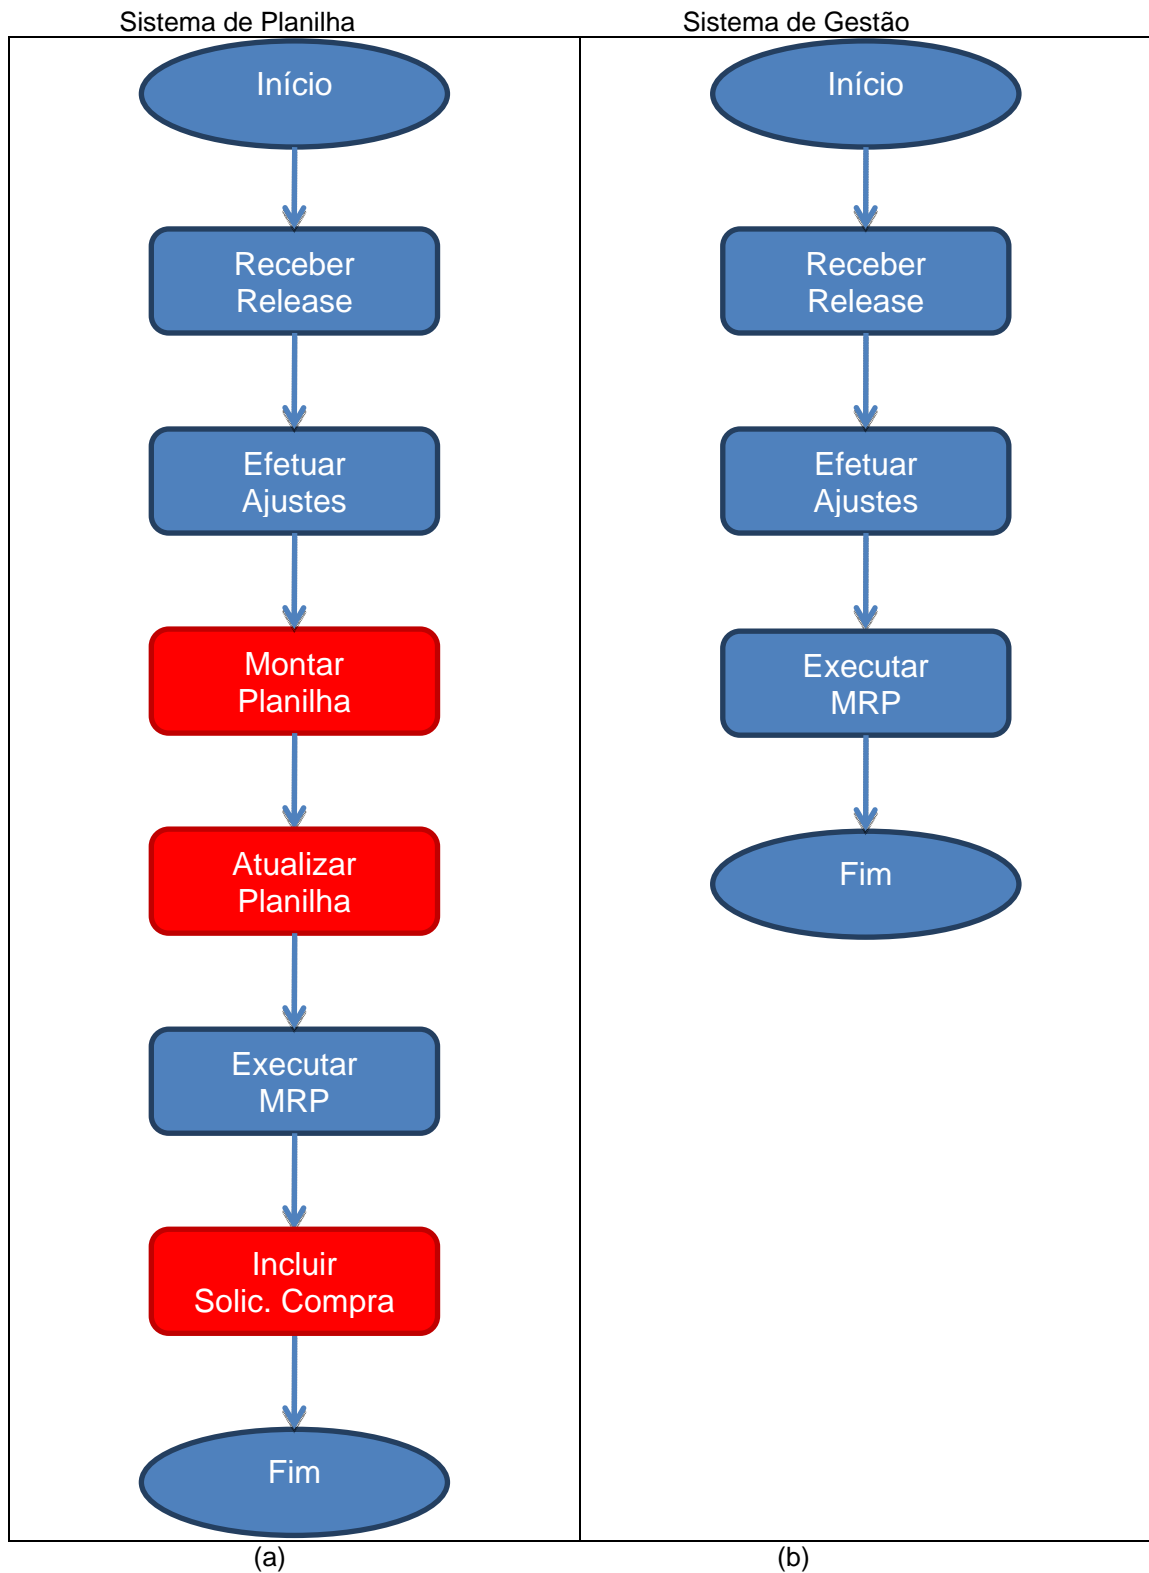 Sistema de Planilha
Sistema de Gestão
Início
Receber
Release
Efetuar
Ajustes
Montar
Planilha
Atualizar
Planilha
Executar
MRP
Incluir
Solic. Compra
Fim
(a)
Início
Receber
Release
Efetuar
Ajustes
Executar
MRP
Fim
(b)